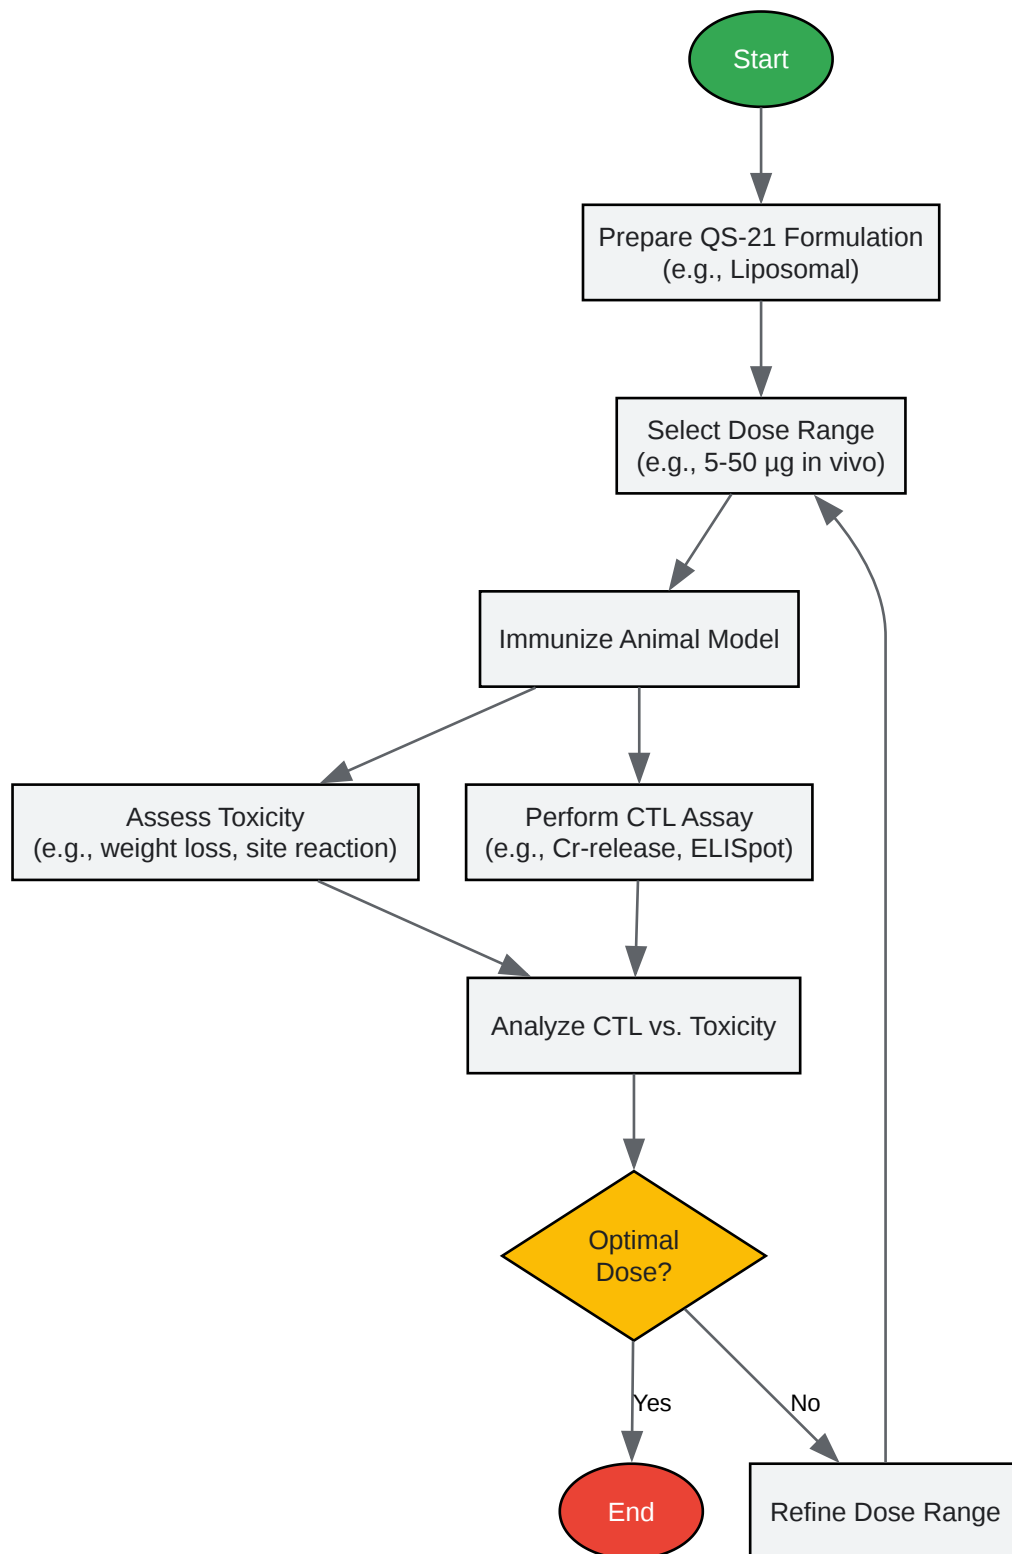 Start
Prepare QS-21 Formulation
(e.g., Liposomal)
Select Dose Range
(e.g., 5-50 µg in vivo)
Immunize Animal Model
Assess Toxicity
(e.g., weight loss, site reaction)
Perform CTL Assay
(e.g., Cr-release, ELISpot)
Analyze CTL vs. Toxicity
Optimal
Dose?
Yes
No
End
Refine Dose Range